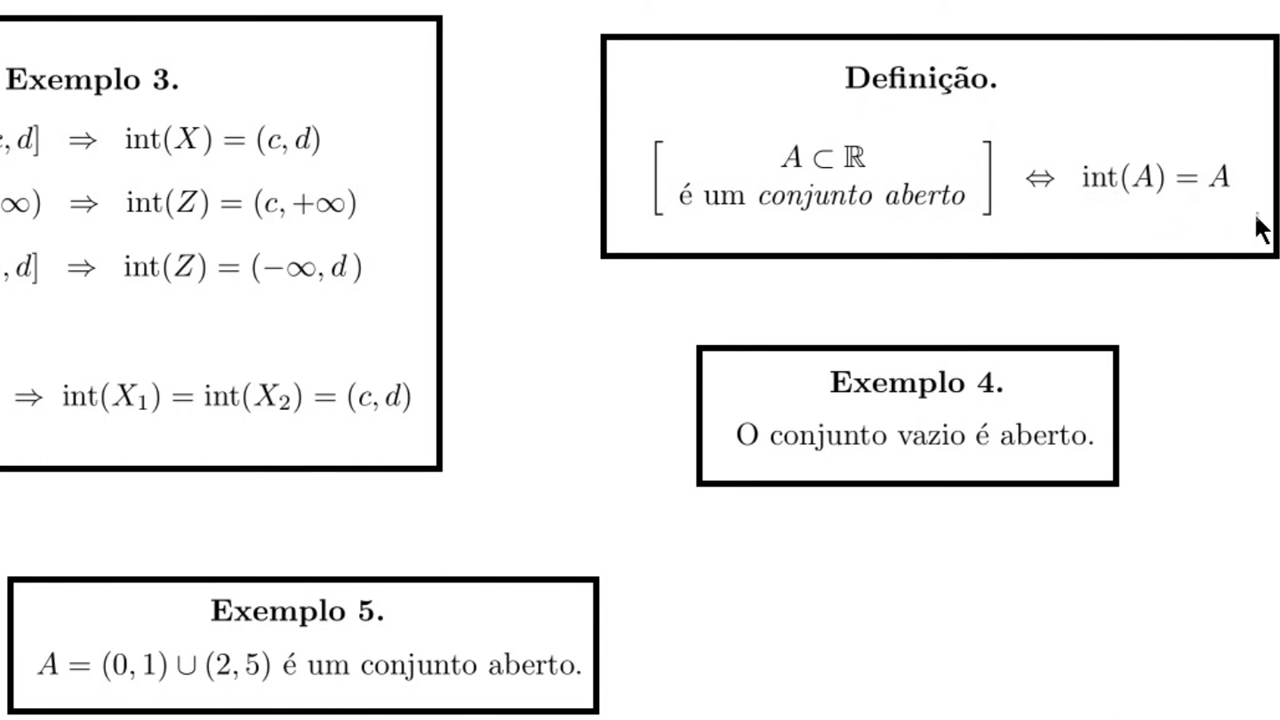 Exemplo 3.
, d] ⇒ int(X) = (c, d)
∞) ⇒ int(Z) = (c, +∞)
, d] ⇒ int(Z) = (−∞, d)
⇒ int(X₁) = int(X₂) = (c, d)
Definição.
A ⊂ ℝ
é um conjunto aberto
⇔ int(A) = A
Exemplo 4.
O conjunto vazio é aberto.
Exemplo 5.
A = (0, 1) ∪ (2, 5) é um conjunto aberto.